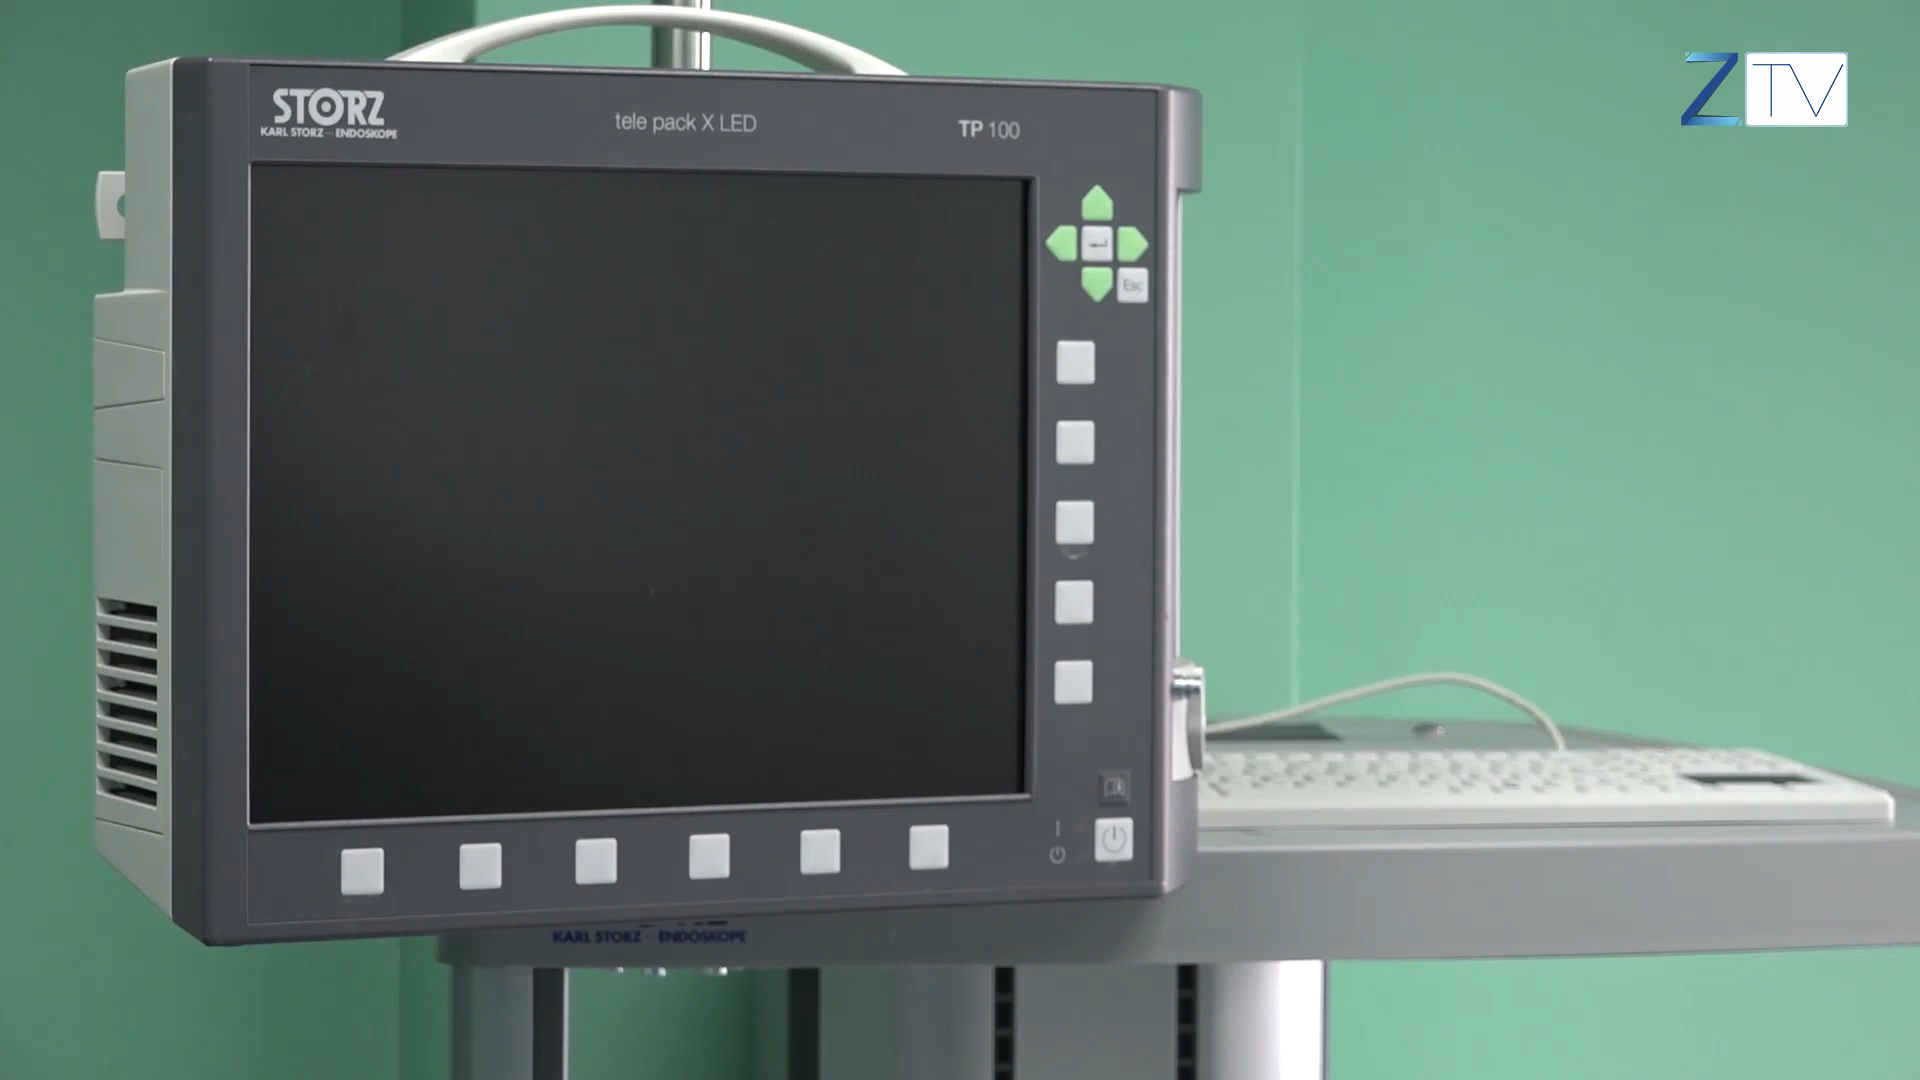 STORZ
KARL STORZ — ENDOSKOPE
tele pack X LED
TP 100
ZTV
Esc
KARL STORZ — ENDOSKOPE